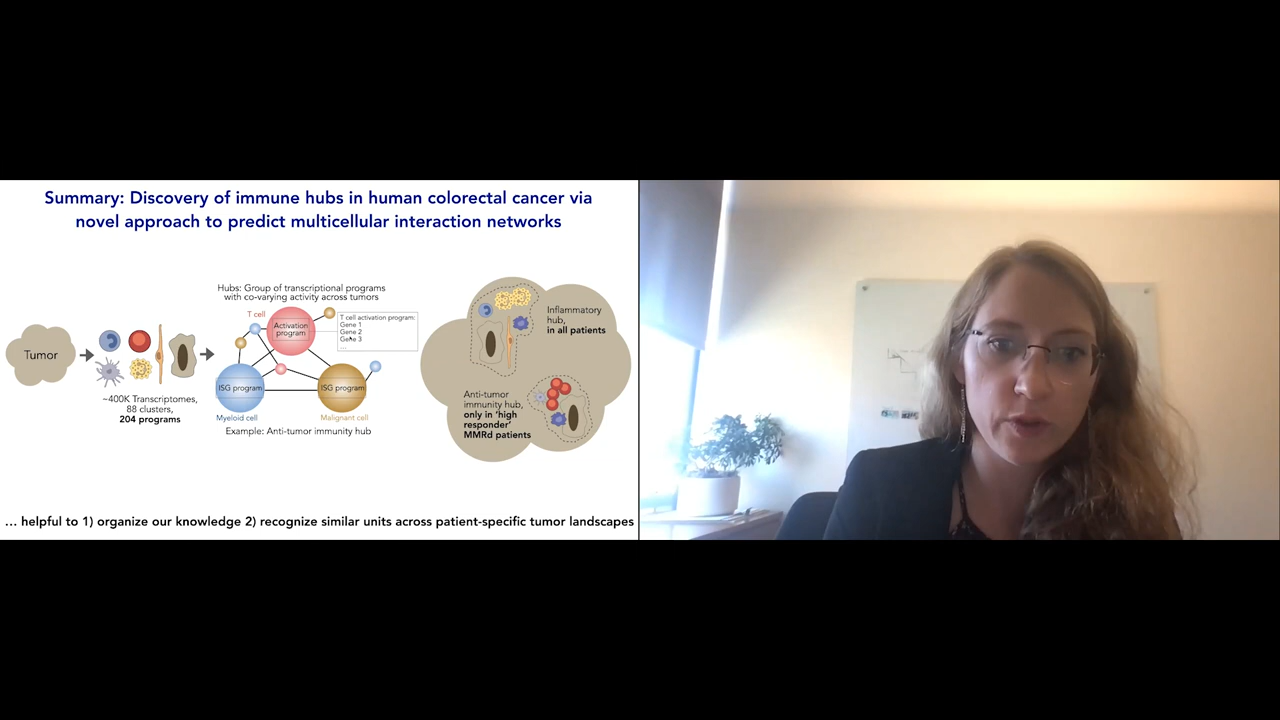 Summary: Discovery of immune hubs in human colorectal cancer via
novel approach to predict multicellular interaction networks
Tumor
~400K Transcriptomes,
88 clusters,
204 programs
Hubs: Group of transcriptional programs
with co-varying activity across tumors
T cell
Activation
program
T cell activation program:
Gene 1
Gene 2
Gene 3
...
ISG program
ISG program
Myeloid cell
Malignant cell
Example: Anti-tumor immunity hub
Inflammatory
hub,
in all patients
Anti-tumor
immunity hub,
only in 'high
responder'
MMRd patients
... helpful to 1) organize our knowledge 2) recognize similar units across patient-specific tumor landscapes